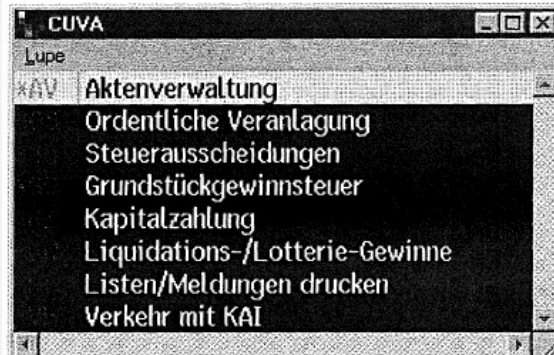 CUVA
Lupe
×AV Aktenverwaltung
Ordentliche Veranlagung
Steuerausscheidungen
Grundstückgewinnsteuer
Kapitalzahlung
Liquidations-/Lotterie-Gewinne
Listen/Meldungen drucken
Verkehr mit KAI